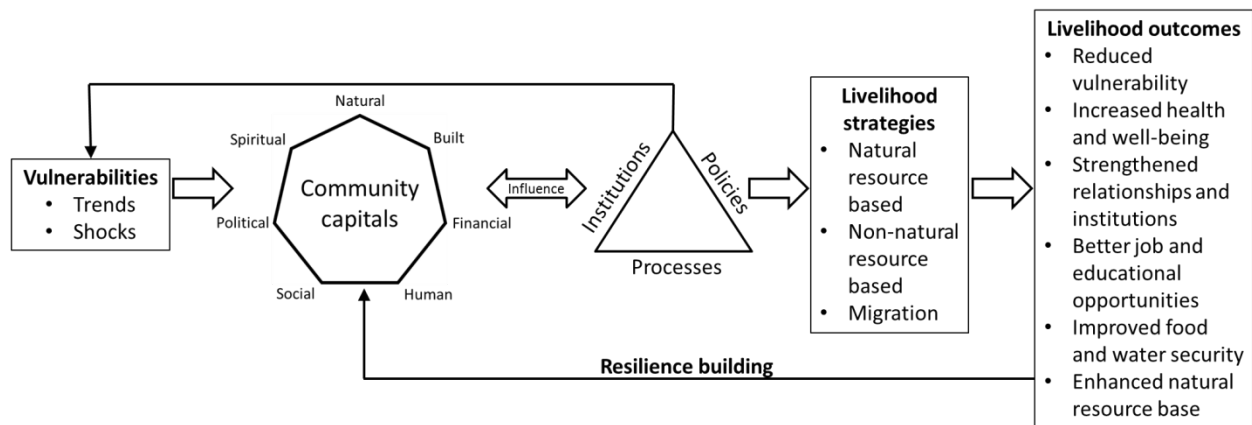 Vulnerabilities
• Trends
• Shocks
Natural
Spiritual
Built
Community
capitals
Political
Financial
Social
Human
Influence
Institutions
Policies
Processes
Livelihood
strategies
• Natural
resource
based
• Non-natural
resource
based
• Migration
Livelihood outcomes
• Reduced
vulnerability
• Increased health
and well-being
• Strengthened
relationships and
institutions
• Better job and
educational
opportunities
• Improved food
and water security
• Enhanced natural
resource base
Resilience building